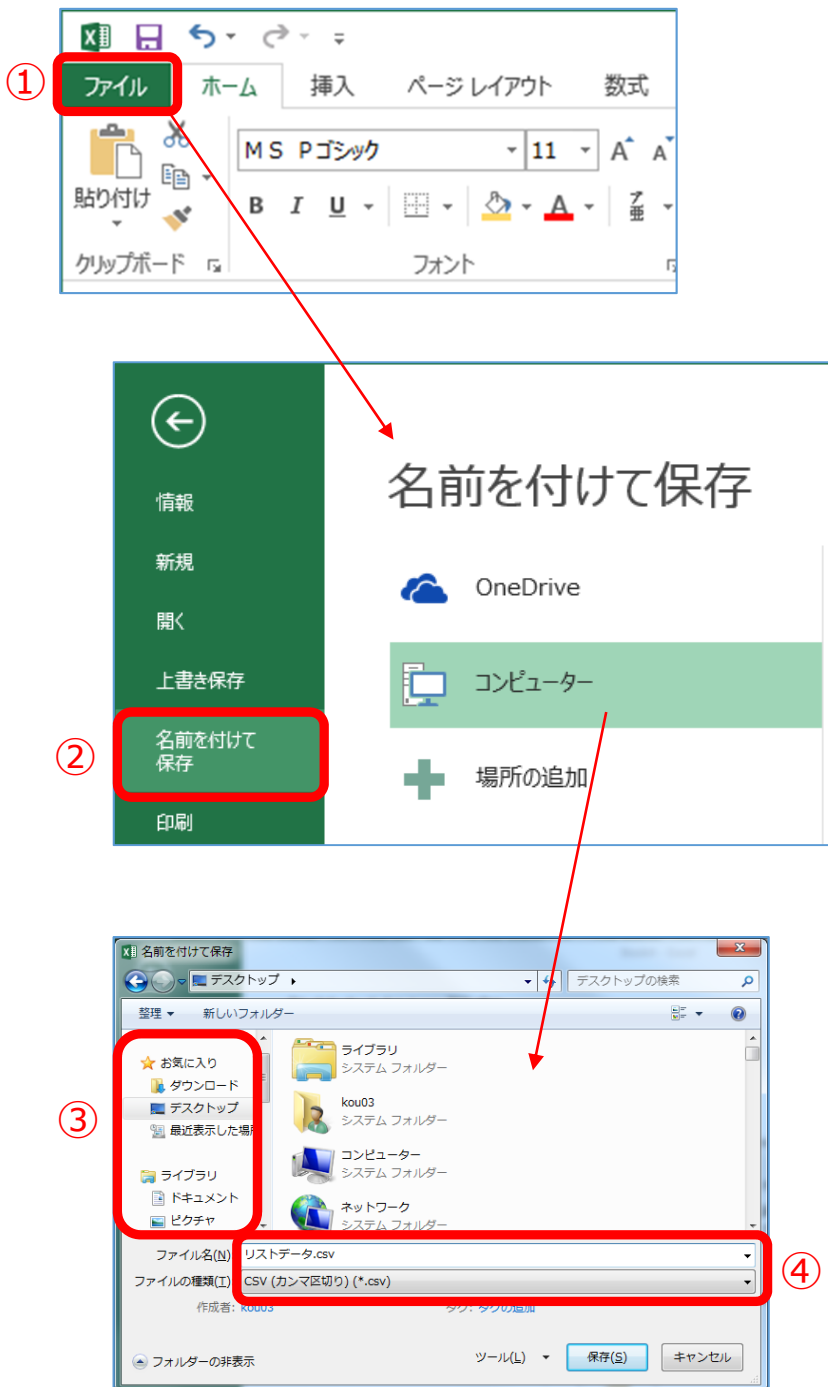 ①
ファイル ホーム 挿入 ページ レイアウト 数式
貼り付け
ＭＳ Ｐゴシック 11 A A
B I U A ア亜
クリップボード フォント
名前を付けて保存
情報
新規
OneDrive
開く
上書き保存
コンピューター
②
名前を付けて
保存
場所の追加
印刷
名前を付けて保存
デスクトップ デスクトップの検索
整理 新しいフォルダー
③
お気に入り
ダウンロード
デスクトップ
最近表示した場
ライブラリ
ドキュメント
ピクチャ
ライブラリ
システム フォルダー
kou03
システム フォルダー
コンピューター
システム フォルダー
ネットワーク
システム フォルダー
④
ファイル名(N) リストデータ.csv
ファイルの種類(T) CSV (カンマ区切り) (*.csv)
作成者: kou03 タグ: タグの追加
フォルダーの非表示 ツール(L) 保存(S) キャンセル